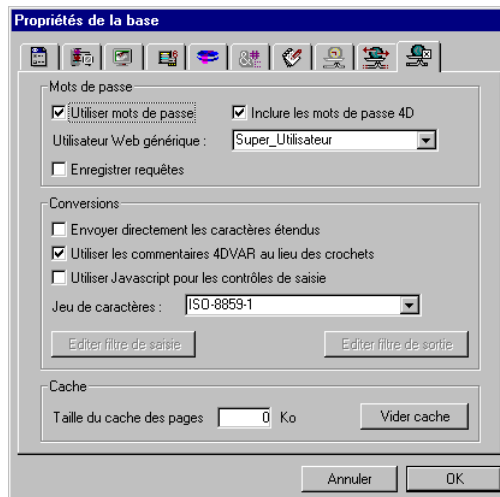 Propriétés de la base
Mots de passe
Utiliser mots de passe
Inclure les mots de passe 4D
Utilisateur Web générique :
Super_Utilisateur
Enregistrer requêtes
Conversions
Envoyer directement les caractères étendus
Utiliser les commentaires 4DVAR au lieu des crochets
Utiliser Javascript pour les contrôles de saisie
Jeu de caractères :
ISO-8859-1
Editer filtre de saisie
Editer filtre de sortie
Cache
Taille du cache des pages
0
Ko
Vider cache
Annuler
OK